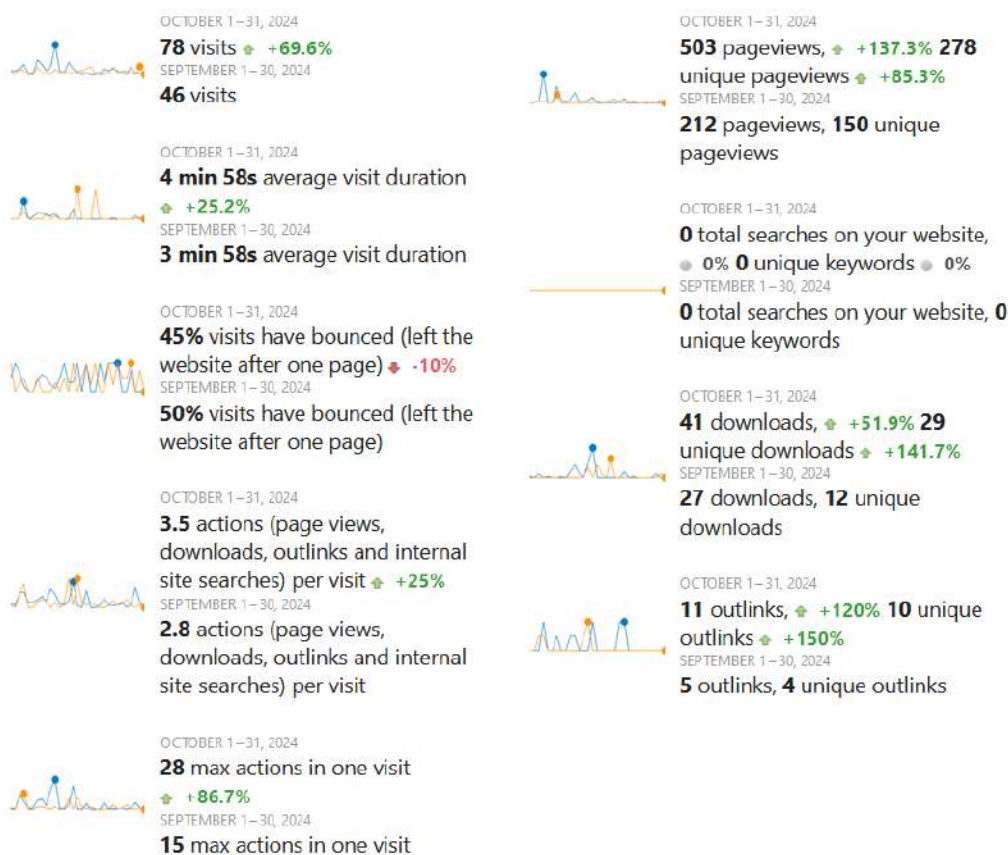 OCTOBER 1–31, 2024
78 visits +69.6%
SEPTEMBER 1–30, 2024
46 visits
OCTOBER 1–31, 2024
4 min 58s average visit duration
+25.2%
SEPTEMBER 1–30, 2024
3 min 58s average visit duration
OCTOBER 1–31, 2024
45% visits have bounced (left the
website after one page) -10%
SEPTEMBER 1–30, 2024
50% visits have bounced (left the
website after one page)
OCTOBER 1–31, 2024
3.5 actions (page views,
downloads, outlinks and internal
site searches) per visit +25%
SEPTEMBER 1–30, 2024
2.8 actions (page views,
downloads, outlinks and internal
site searches) per visit
OCTOBER 1–31, 2024
28 max actions in one visit
+86.7%
SEPTEMBER 1–30, 2024
15 max actions in one visit
OCTOBER 1–31, 2024
503 pageviews, +137.3% 278
unique pageviews +85.3%
SEPTEMBER 1–30, 2024
212 pageviews, 150 unique
pageviews
OCTOBER 1–31, 2024
0 total searches on your website,
0% 0 unique keywords 0%
SEPTEMBER 1–30, 2024
0 total searches on your website, 0
unique keywords
OCTOBER 1–31, 2024
41 downloads, +51.9% 29
unique downloads +141.7%
SEPTEMBER 1–30, 2024
27 downloads, 12 unique
downloads
OCTOBER 1–31, 2024
11 outlinks, +120% 10 unique
outlinks +150%
SEPTEMBER 1–30, 2024
5 outlinks, 4 unique outlinks